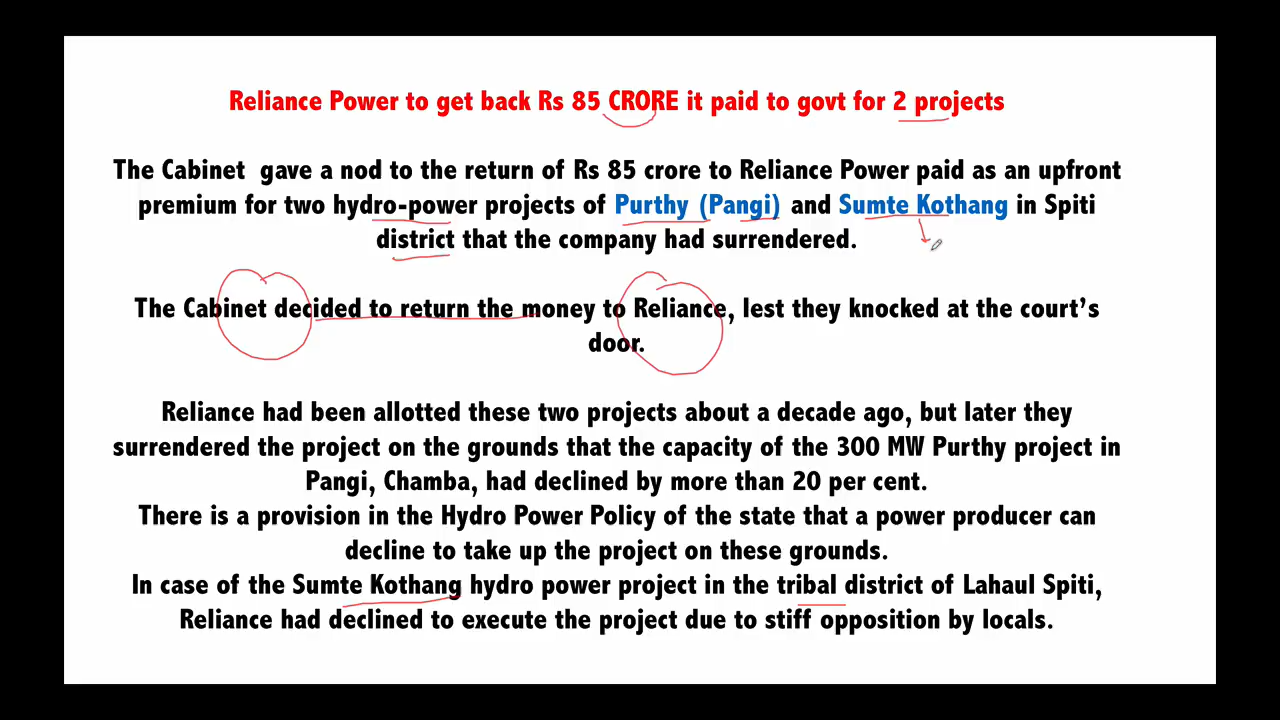 Reliance Power to get back Rs 85 CRORE it paid to govt for 2 projects
The Cabinet gave a nod to the return of Rs 85 crore to Reliance Power paid as an upfront
premium for two hydro-power projects of Purthy (Pangi) and Sumte Kothang in Spiti
district that the company had surrendered.
The Cabinet decided to return the money to Reliance, lest they knocked at the court's
door.
Reliance had been allotted these two projects about a decade ago, but later they
surrendered the project on the grounds that the capacity of the 300 MW Purthy project in
Pangi, Chamba, had declined by more than 20 per cent.
There is a provision in the Hydro Power Policy of the state that a power producer can
decline to take up the project on these grounds.
In case of the Sumte Kothang hydro power project in the tribal district of Lahaul Spiti,
Reliance had declined to execute the project due to stiff opposition by locals.